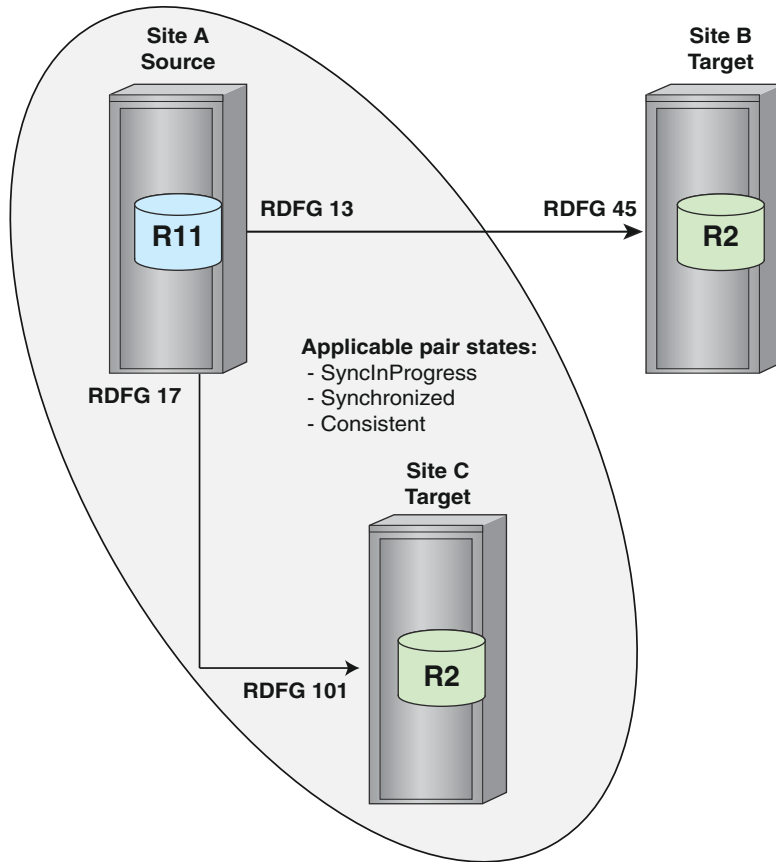 Site A
Source
Site B
Target
RDFG 13
RDFG 45
R11
R2
Applicable pair states:
- SyncInProgress
- Synchronized
- Consistent
RDFG 17
Site C
Target
R2
RDFG 101